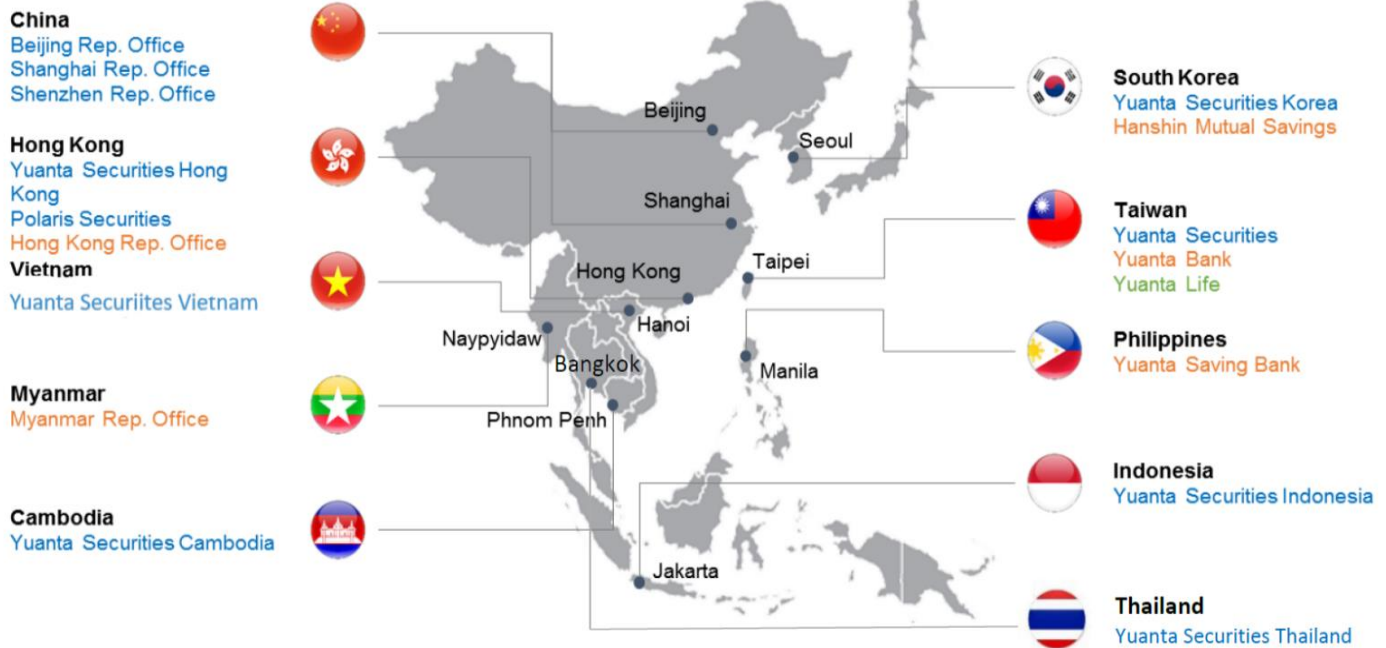 China
Beijing Rep. Office
Shanghai Rep. Office
Shenzhen Rep. Office
Hong Kong
Yuanta Securities Hong
Kong
Polaris Securities
Hong Kong Rep. Office
Vietnam
Yuanta Securiites Vietnam
Myanmar
Myanmar Rep. Office
Cambodia
Yuanta Securities Cambodia
Beijing
Seoul
Shanghai
Taipei
Hong Kong
Hanoi
Naypyidaw
Bangkok
Manila
Phnom Penh
Jakarta
South Korea
Yuanta Securities Korea
Hanshin Mutual Savings
Taiwan
Yuanta Securities
Yuanta Bank
Yuanta Life
Philippines
Yuanta Saving Bank
Indonesia
Yuanta Securities Indonesia
Thailand
Yuanta Securities Thailand